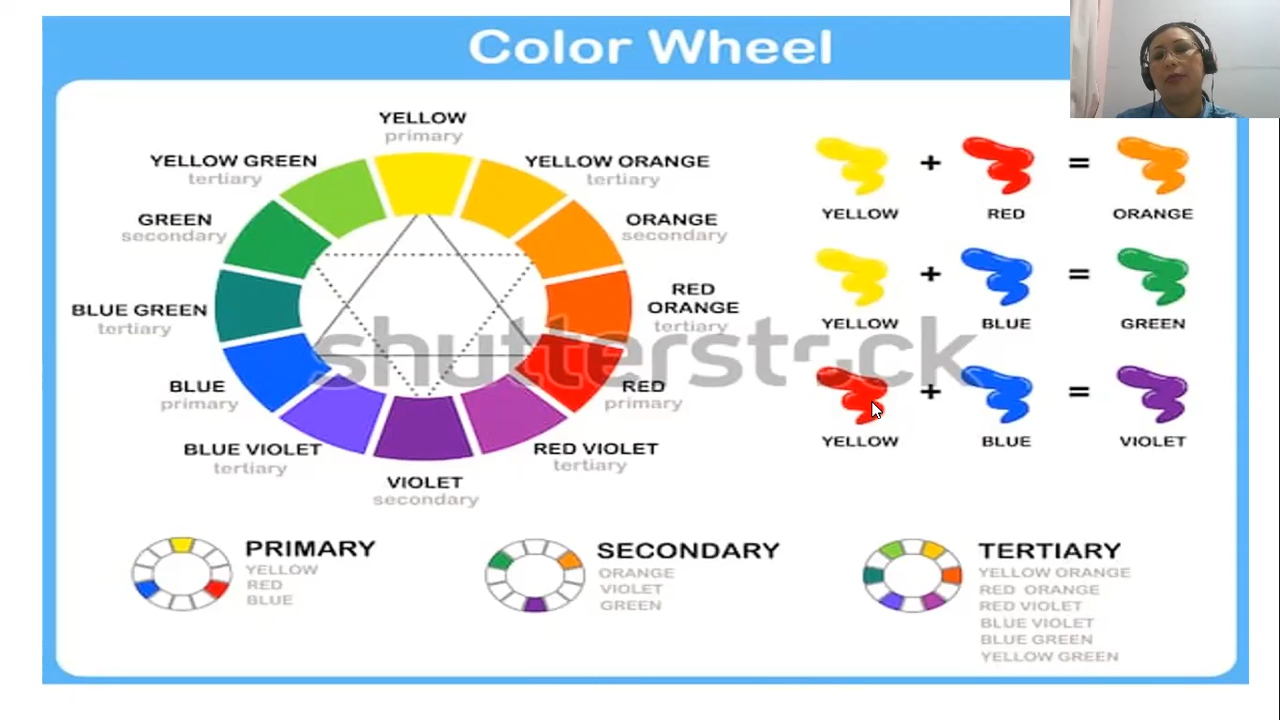 Color Wheel
YELLOW
primary
YELLOW GREEN
tertiary
YELLOW ORANGE
tertiary
GREEN
secondary
ORANGE
secondary
BLUE GREEN
tertiary
RED
ORANGE
tertiary
BLUE
primary
RED
primary
BLUE VIOLET
tertiary
RED VIOLET
tertiary
VIOLET
secondary
+ =
YELLOW RED ORANGE
+ =
YELLOW BLUE GREEN
+ =
YELLOW BLUE VIOLET
shutterstock
PRIMARY
YELLOW
RED
BLUE
SECONDARY
ORANGE
VIOLET
GREEN
TERTIARY
YELLOW ORANGE
RED ORANGE
RED VIOLET
BLUE VIOLET
BLUE GREEN
YELLOW GREEN